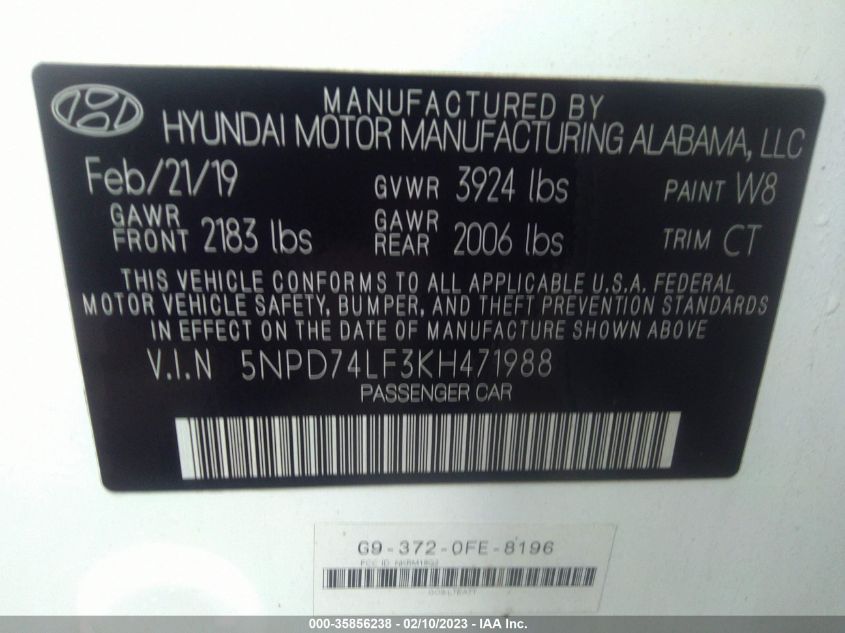 MANUFACTURED BY
HYUNDAI MOTOR MANUFACTURING ALABAMA, LLC
Feb/21/19 GVWR 3924 lbs PAINT W8
GAWR FRONT 2183 lbs GAWR REAR 2006 lbs TRIM CT
THIS VEHICLE CONFORMS TO ALL APPLICABLE U.S.A. FEDERAL
MOTOR VEHICLE SAFETY, BUMPER, AND THEFT PREVENTION STANDARDS
IN EFFECT ON THE DATE OF MANUFACTURE SHOWN ABOVE
V.I.N 5NPD74LF3KH471988
PASSENGER CAR
G9-372-0FE-8196
FCC ID:
000-35856238 - 02/10/2023 - IAA Inc.